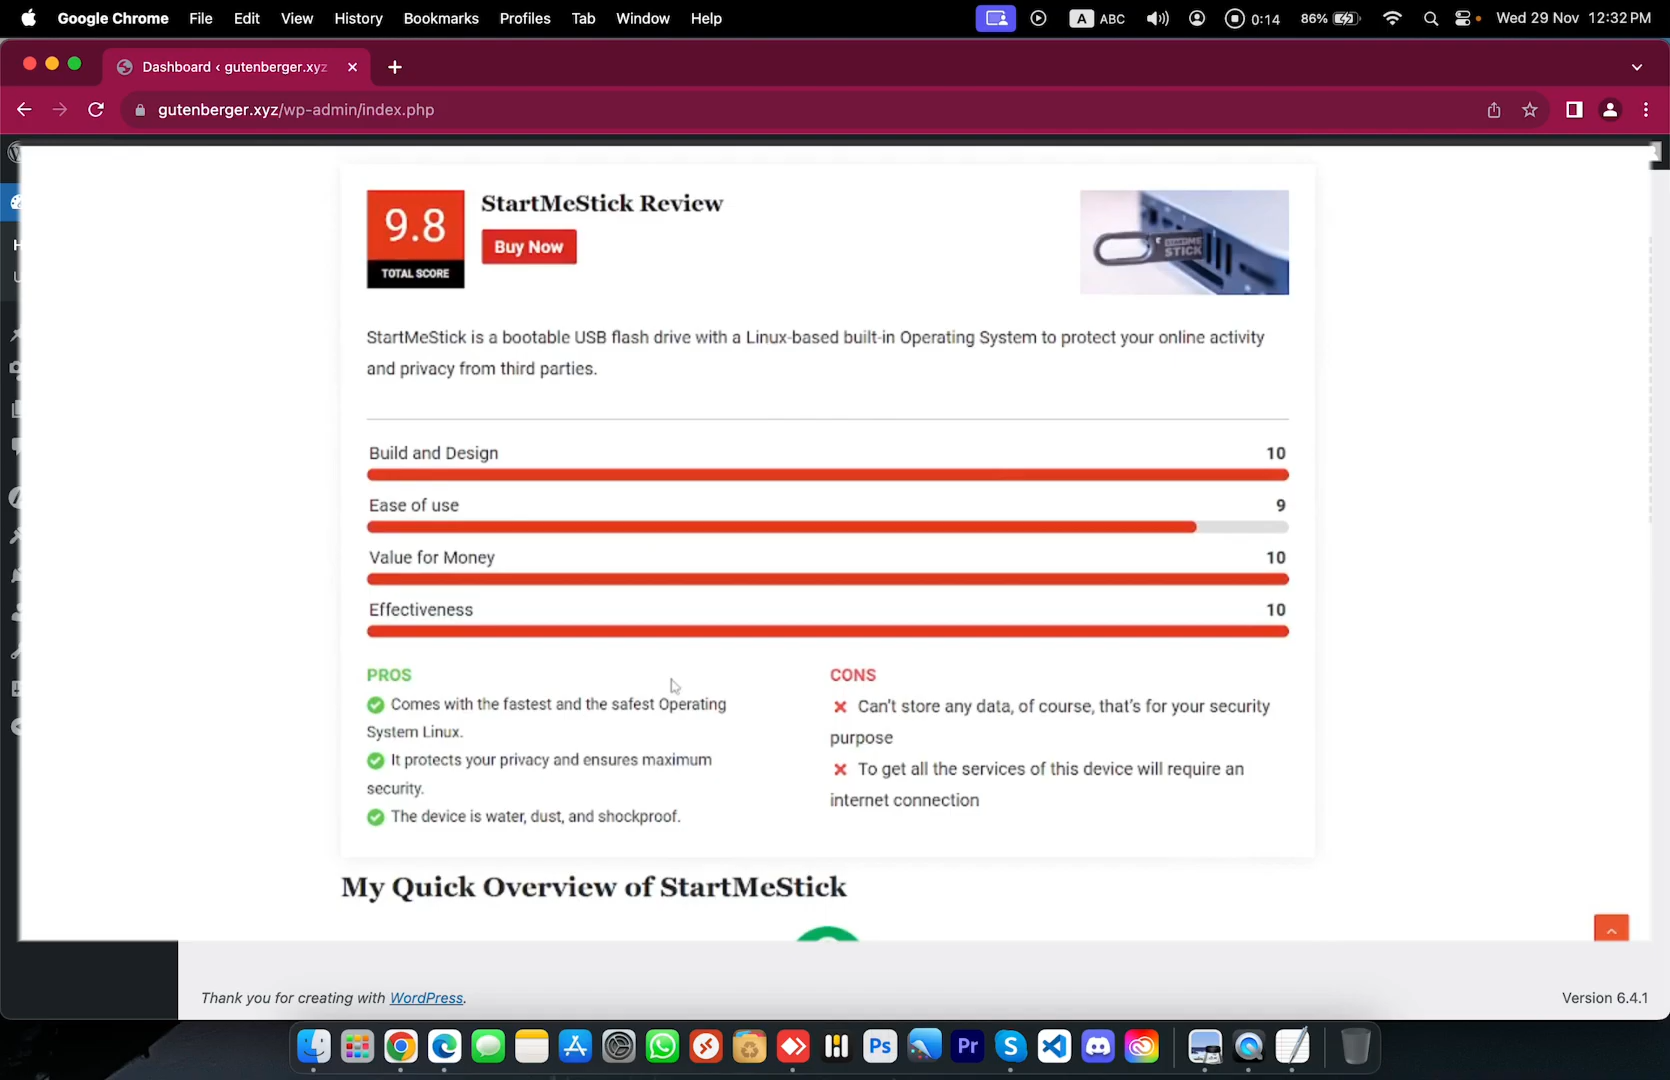 Google Chrome File Edit View History Bookmarks Profiles Tab Window Help A ABC 0:14 86% Wed 29 Nov 12:32 PM
Dashboard ‹ gutenberger.xyz
gutenberger.xyz/wp-admin/index.php
9.8
TOTAL SCORE
StartMeStick Review
Buy Now
STICK
StartMeStick is a bootable USB flash drive with a Linux-based built-in Operating System to protect your online activity
and privacy from third parties.
Build and Design 10
Ease of use 9
Value for Money 10
Effectiveness 10
PROS
Comes with the fastest and the safest Operating
System Linux.
It protects your privacy and ensures maximum
security.
The device is water, dust, and shockproof.
CONS
Can't store any data, of course, that's for your security
purpose
To get all the services of this device will require an
internet connection
My Quick Overview of StartMeStick
Thank you for creating with WordPress.
Version 6.4.1
Ps
Pr
S